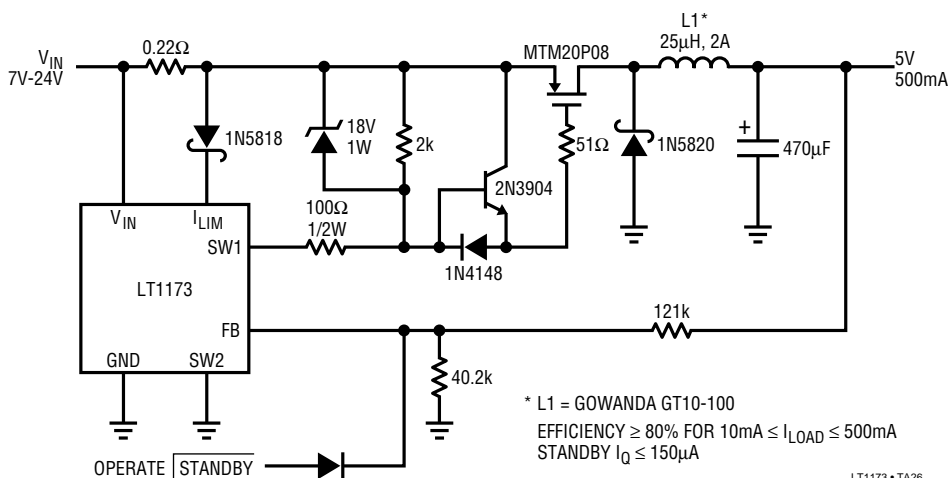 L1*
25µH, 2A
V_IN
7V-24V
0.22Ω
MTM20P08
5V
500mA
1N5818
18V
1W
2k
51Ω
1N5820
+
470µF
2N3904
100Ω
1/2W
V_IN
I_LIM
SW1
1N4148
LT1173
121k
FB
GND
SW2
40.2k
* L1 = GOWANDA GT10-100
EFFICIENCY ≥ 80% FOR 10mA ≤ I_LOAD ≤ 500mA
STANDBY I_Q ≤ 150µA
OPERATE STANDBY
LT1173 • TA26